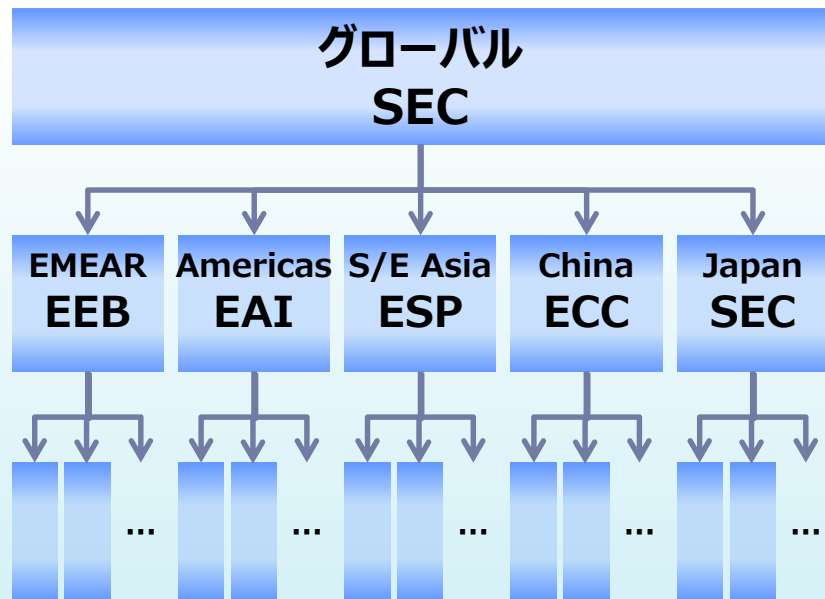 グローバル
SEC
EMEAR
EEB
Americas
EAI
S/E Asia
ESP
China
ECC
Japan
SEC
...
...
...
...
...